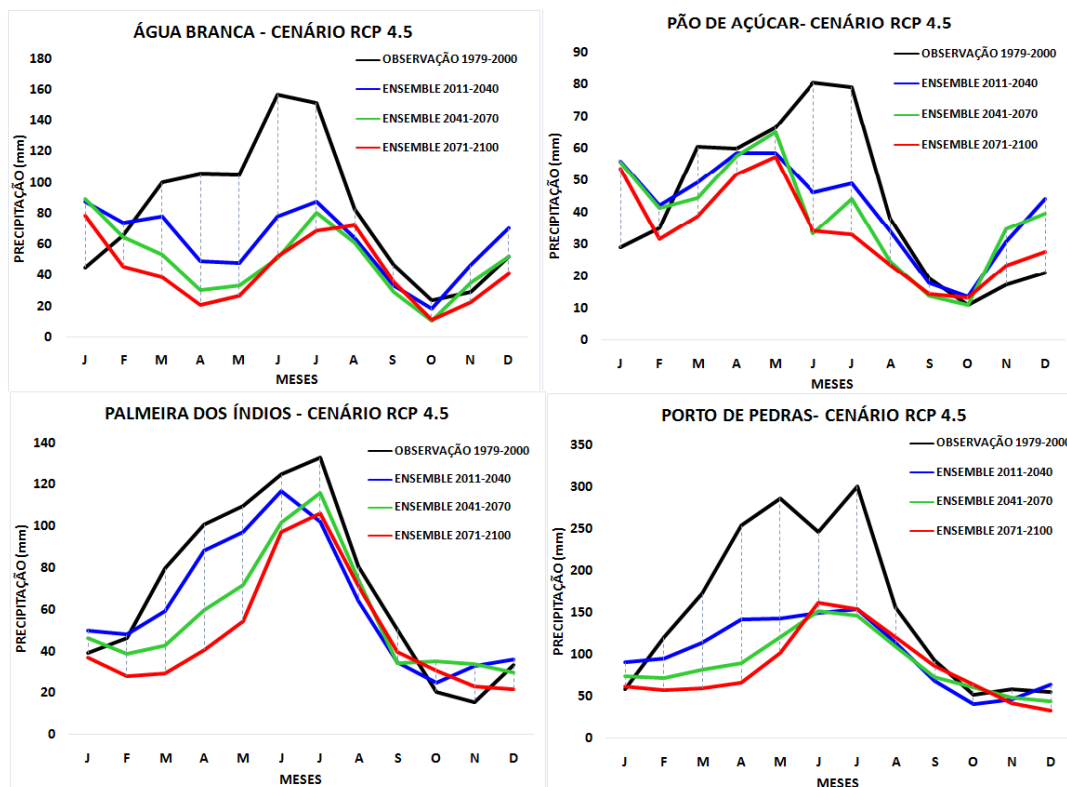 ÁGUA BRANCA - CENÁRIO RCP 4.5
PRECIPITAÇÃO (mm)
180
160
140
120
100
80
60
40
20
0
OBSERVAÇÃO 1979-2000
ENSEMBLE 2011-2040
ENSEMBLE 2041-2070
ENSEMBLE 2071-2100
J F M A M J J A S O N D
MESES
PÃO DE AÇÚCAR- CENÁRIO RCP 4.5
PRECIPITAÇÃO (mm)
90
80
70
60
50
40
30
20
10
0
OBSERVAÇÃO 1979-2000
ENSEMBLE 2011-2040
ENSEMBLE 2041-2070
ENSEMBLE 2071-2100
J F M A M J J A S O N D
MESES
PALMEIRA DOS ÍNDIOS - CENÁRIO RCP 4.5
PRECIPITAÇÃO (mm)
140
120
100
80
60
40
20
0
OBSERVAÇÃO 1979-2000
ENSEMBLE 2011-2040
ENSEMBLE 2041-2070
ENSEMBLE 2071-2100
J F M A M J J A S O N D
MESES
PORTO DE PEDRAS- CENÁRIO RCP 4.5
PRECIPITAÇÃO (mm)
350
300
250
200
150
100
50
0
OBSERVAÇÃO 1979-2000
ENSEMBLE 2011-2040
ENSEMBLE 2041-2070
ENSEMBLE 2071-2100
J F M A M J J A S O N D
MESES